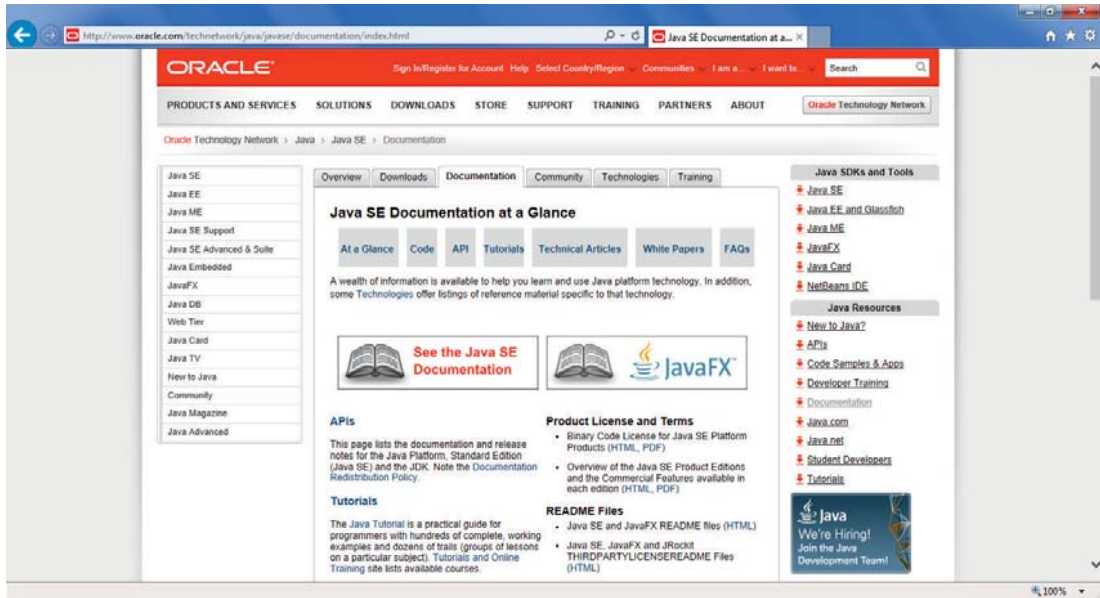 http://www.oracle.com/technetwork/java/javase/documentation/index.html
Java SE Documentation at a...
ORACLE
Sign In/Register for Account Help Select Country/Region Communities I am a... I want to... Search
PRODUCTS AND SERVICES SOLUTIONS DOWNLOADS STORE SUPPORT TRAINING PARTNERS ABOUT Oracle Technology Network
Oracle Technology Network > Java > Java SE > Documentation
Java SE
Java EE
Java ME
Java SE Support
Java SE Advanced & Suite
Java Embedded
JavaFX
Java DB
Web Tier
Java Card
Java TV
New to Java
Community
Java Magazine
Java Advanced
Overview Downloads Documentation Community Technologies Training
Java SE Documentation at a Glance
At a Glance Code API Tutorials Technical Articles White Papers FAQs
A wealth of information is available to help you learn and use Java platform technology. In addition,
some Technologies offer listings of reference material specific to that technology.
See the Java SE
Documentation
JavaFX™
APIs
This page lists the documentation and release
notes for the Java Platform, Standard Edition
(Java SE) and the JDK. Note the Documentation
Redistribution Policy.
Tutorials
The Java Tutorial is a practical guide for
programmers with hundreds of complete, working
examples and dozens of trails (groups of lessons
on a particular subject). Tutorials and Online
Training site lists available courses.
Product License and Terms
• Binary Code License for Java SE Platform
Products (HTML, PDF)
• Overview of the Java SE Product Editions
and the Commercial Features available in
each edition (HTML, PDF)
README Files
• Java SE and JavaFX README files (HTML)
• Java SE, JavaFX and JRockit
THIRDPARTYLICENSEREADME Files
(HTML)
Java SDKs and Tools
Java SE
Java EE and Glassfish
Java ME
JavaFX
Java Card
NetBeans IDE
Java Resources
New to Java?
APIs
Code Samples & Apps
Developer Training
Documentation
Java.com
Java.net
Student Developers
Tutorials
Java
We're Hiring!
Join the Java
Development Team!
100%